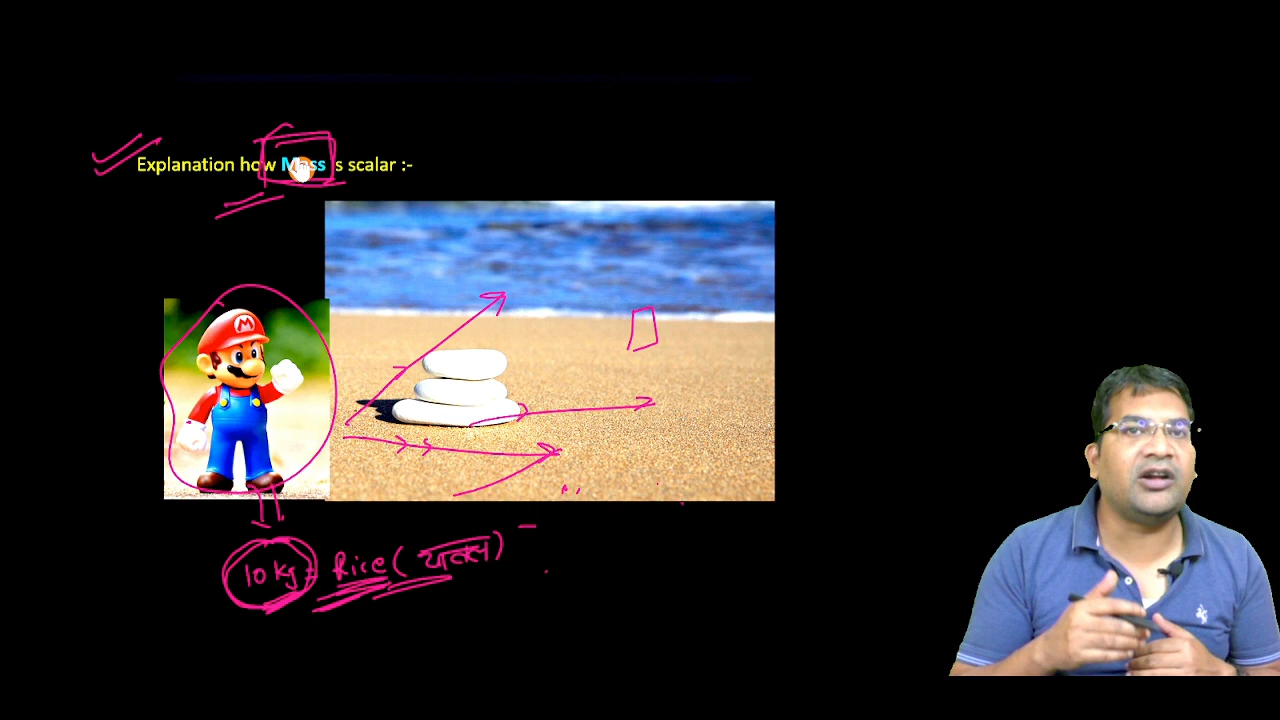 Explanation how Mass is scalar :-
M
10 Kg = Rice ( चावल )